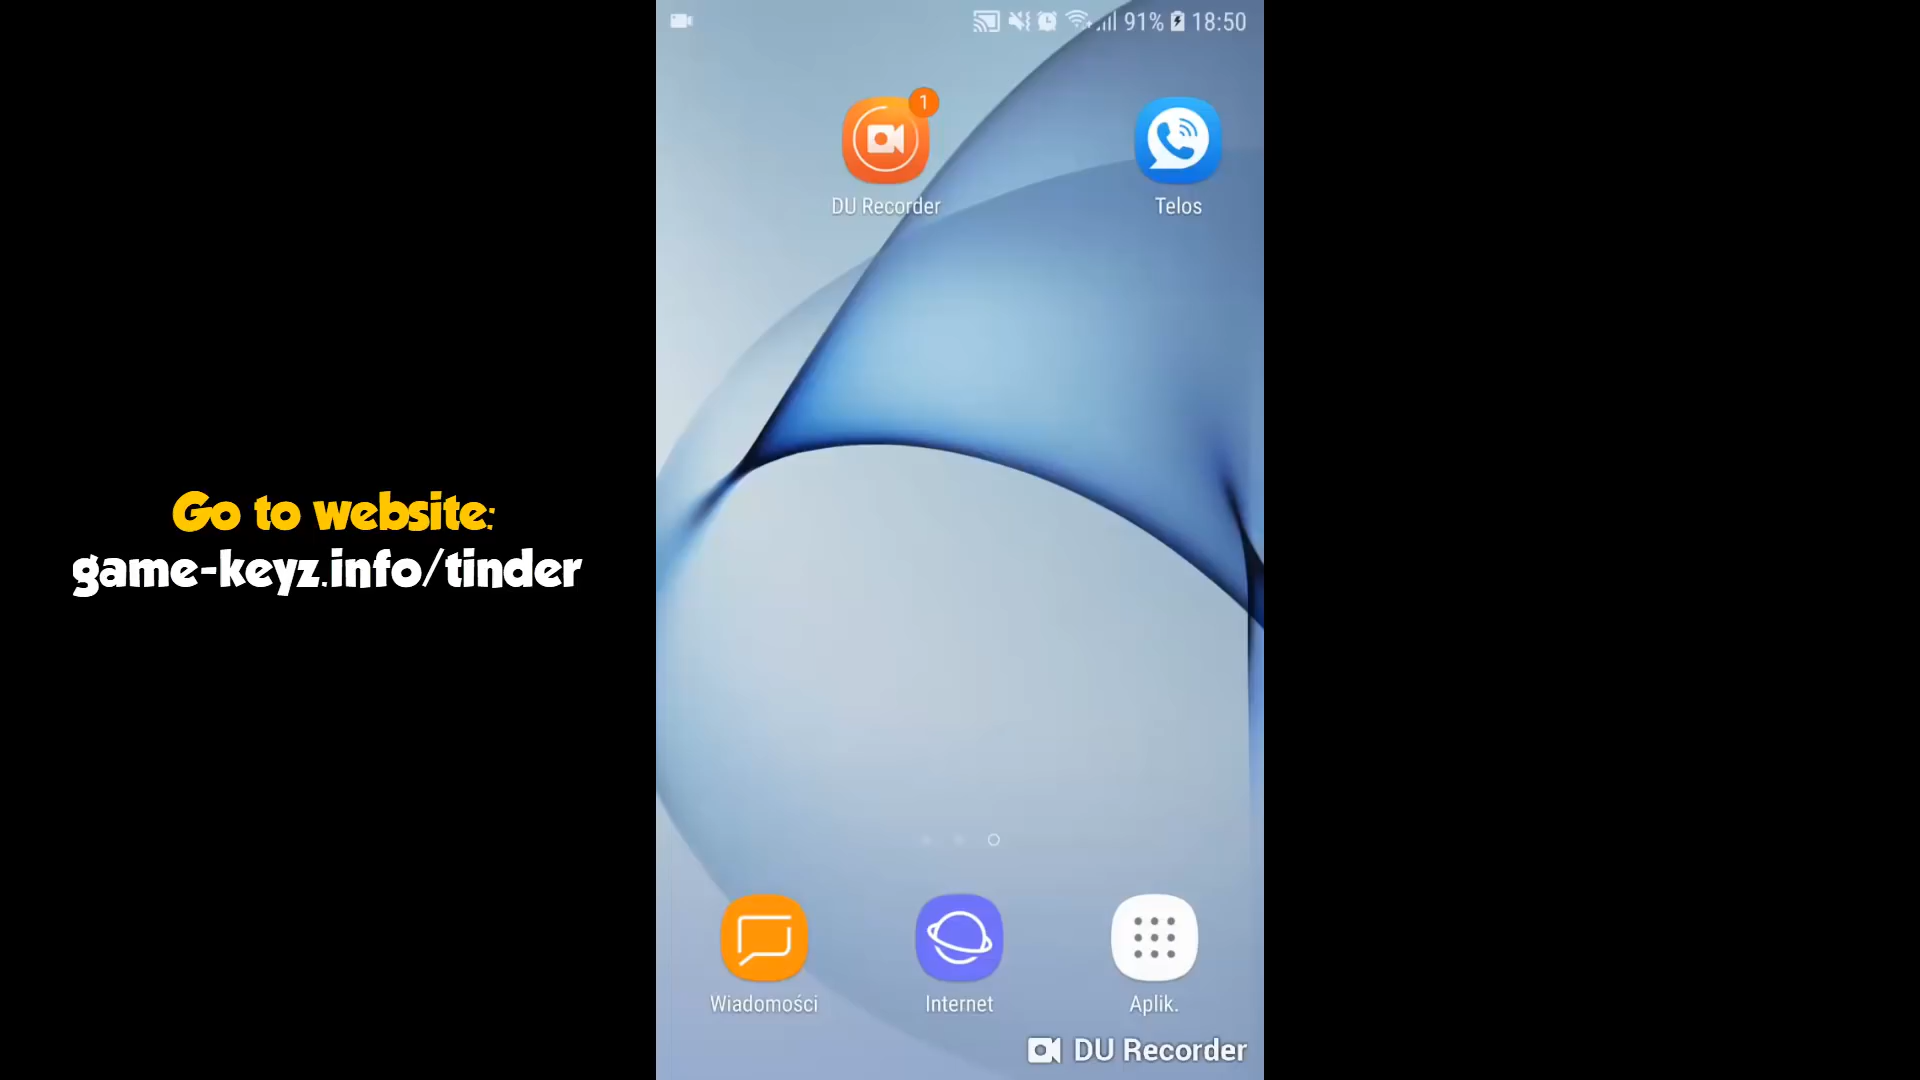 91% 18:50
1
DU Recorder
Telos
Go to website:
game-keyz.info/tinder
Wiadomości
Internet
Aplik.
DU Recorder